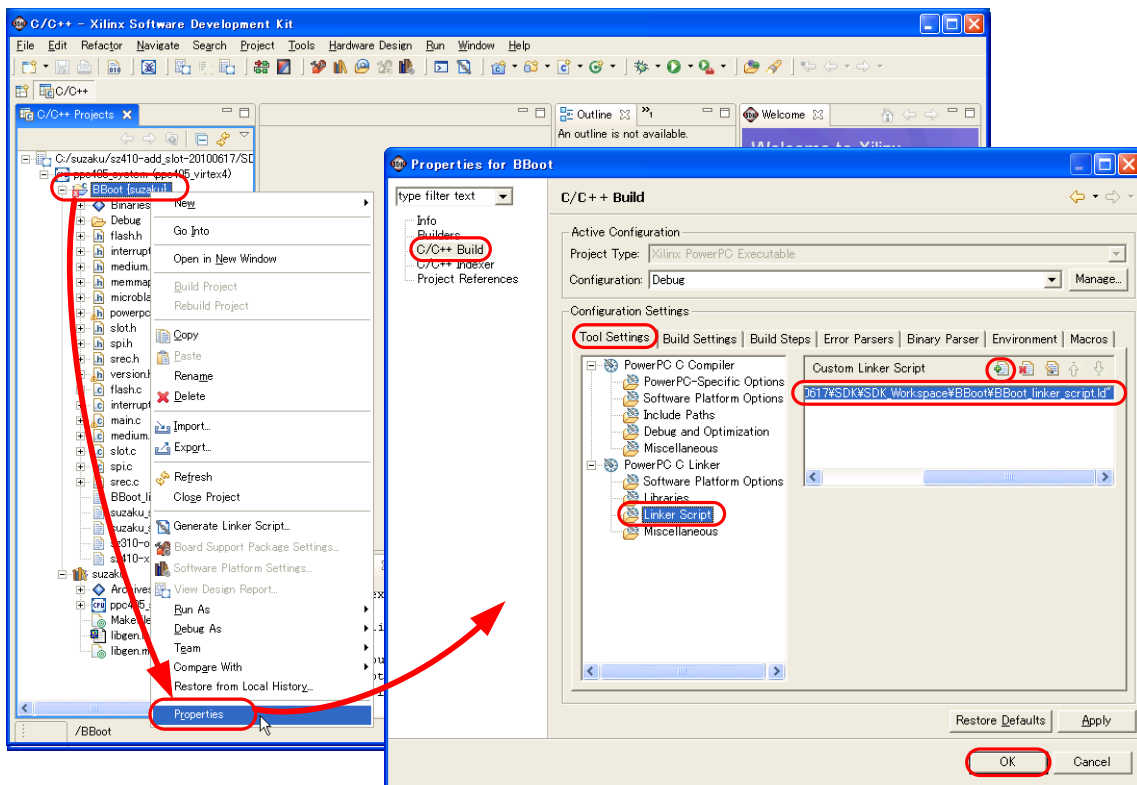 C/C++ - Xilinx Software Development Kit
File Edit Refactor Navigate Search Project Tools Hardware Design Run Window Help
C/C++
C/C++ Projects
Outline
Welcome
An outline is not available.
C:/suzaku/sz410-add_slot-20100617/SD
ppc405_system (ppc405_virtex4)
BBoot {suzaku}
Binaries
Debug
flash.h
interrupt
medium.
memmap
microbla
powerpc
slot.h
spi.h
srec.h
version.h
flash.c
interrupt
main.c
medium.
slot.c
spi.c
srec.c
BBoot_li
suzaku_s
suzaku_s
sz310-o
sz410-x
suzaku
Archives
ppc405_s
Makefile
libgen.
libgen.m
/BBoot
New
Go Into
Open in New Window
Build Project
Rebuild Project
Copy
Paste
Rename
Delete
Import...
Export...
Refresh
Close Project
Generate Linker Script...
Board Support Package Settings...
Software Platform Settings...
View Design Report...
Run As
Debug As
Team
Compare With
Restore from Local History...
Properties
Properties for BBoot
type filter text
Info
Builders
C/C++ Build
C/C++ Indexer
Project References
C/C++ Build
Active Configuration
Project Type: Xilinx PowerPC Executable
Configuration: Debug
Manage...
Configuration Settings
Tool Settings Build Settings Build Steps Error Parsers Binary Parser Environment Macros
PowerPC C Compiler
PowerPC-Specific Options
Software Platform Options
Include Paths
Debug and Optimization
Miscellaneous
PowerPC C Linker
Software Platform Options
Libraries
Linker Script
Miscellaneous
Custom Linker Script
0617¥SDK¥SDK_Workspace¥BBoot¥BBoot_linker_script.ld"
Restore Defaults Apply
OK Cancel